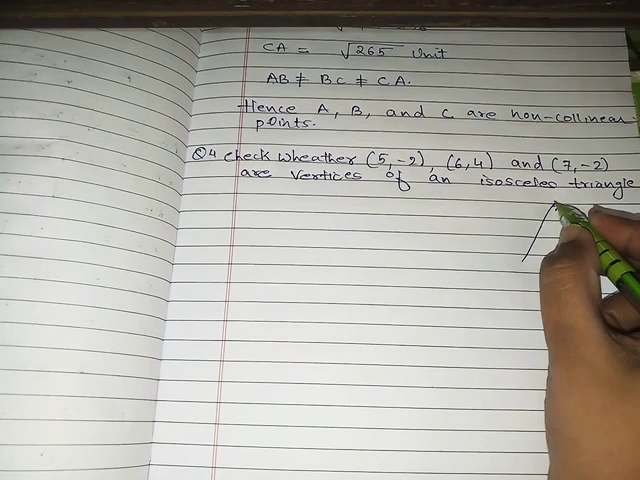 CA = √265 Unit
AB ≠ BC ≠ CA.
Hence A, B, and C are non-collinear
points.
Q4 check wheather (5,-2), (6,4) and (7,-2)
are vertices of an isosceles triangle